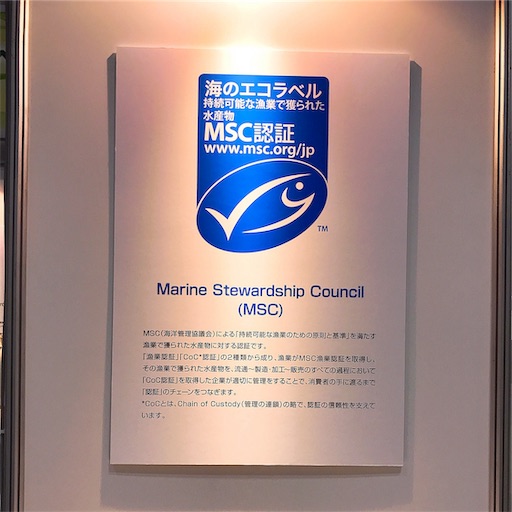 海のエコラベル
持続可能な漁業で獲られた
水産物
MSC認証
www.msc.org/jp
TM
Marine Stewardship Council
(MSC)
MSC(海洋管理協議会)による「持続可能な漁業のための原則と基準」を満たす
漁業で獲られた水産物に対する認証です。
「漁業認証」「CoC*認証」の2種類から成り、漁業がMSC漁業認証を取得し、
その漁業で獲られた水産物を、流通~製造・加工~販売のすべての過程において
「CoC認証」を取得した企業が適切に管理をすることで、消費者の手に渡るまで
「認証」のチェーンをつなぎます。
*CoCとは、Chain of Custody(管理の連鎖)の略で、認証の信頼性を支えて
います。